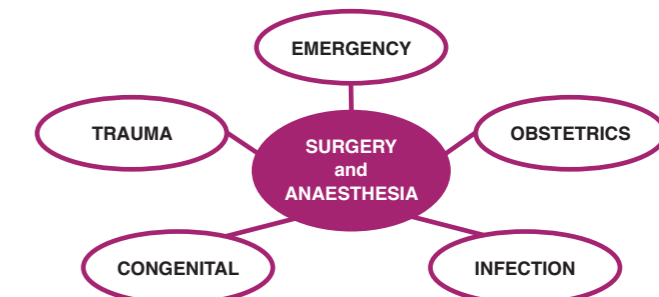 EMERGENCY
TRAUMA
OBSTETRICS
SURGERY
and
ANAESTHESIA
CONGENITAL
INFECTION